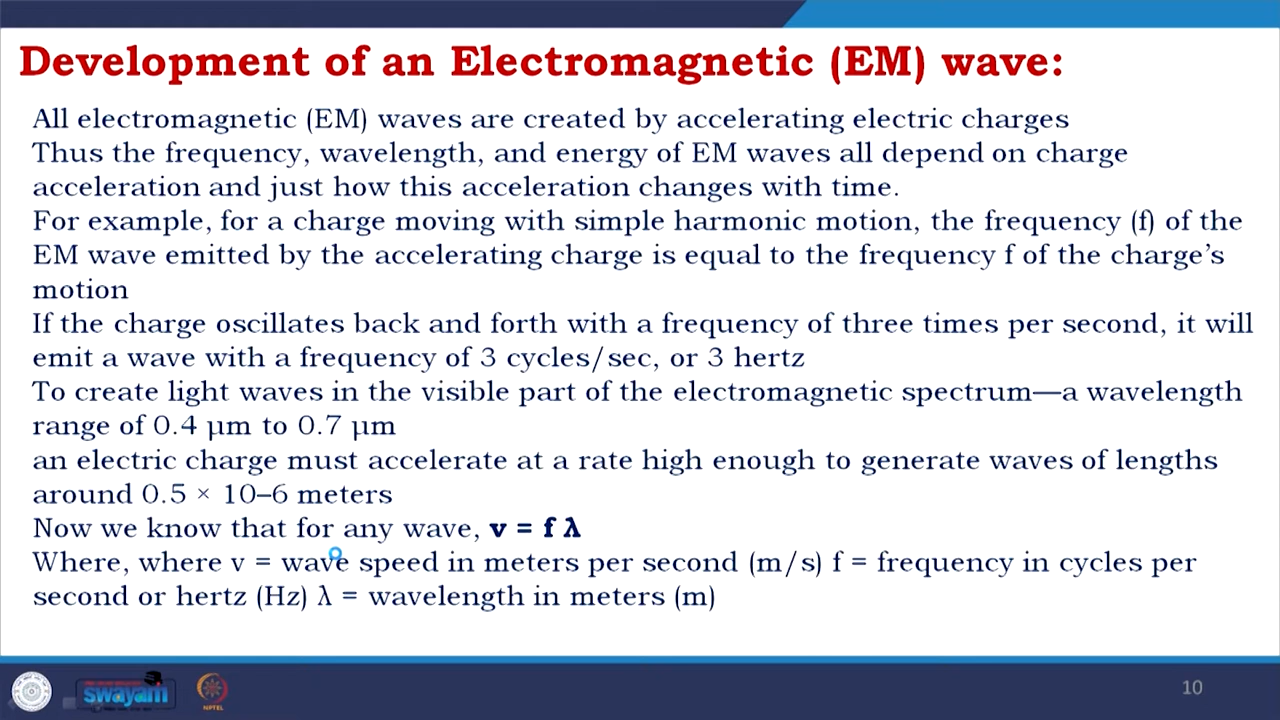 Development of an Electromagnetic (EM) wave:
All electromagnetic (EM) waves are created by accelerating electric charges
Thus the frequency, wavelength, and energy of EM waves all depend on charge
acceleration and just how this acceleration changes with time.
For example, for a charge moving with simple harmonic motion, the frequency (f) of the
EM wave emitted by the accelerating charge is equal to the frequency f of the charge’s
motion
If the charge oscillates back and forth with a frequency of three times per second, it will
emit a wave with a frequency of 3 cycles/sec, or 3 hertz
To create light waves in the visible part of the electromagnetic spectrum—a wavelength
range of 0.4 μm to 0.7 μm
an electric charge must accelerate at a rate high enough to generate waves of lengths
around 0.5 × 10–6 meters
Now we know that for any wave, v = f λ
Where, where v = wave speed in meters per second (m/s) f = frequency in cycles per
second or hertz (Hz) λ = wavelength in meters (m)
swayam
NPTEL
10